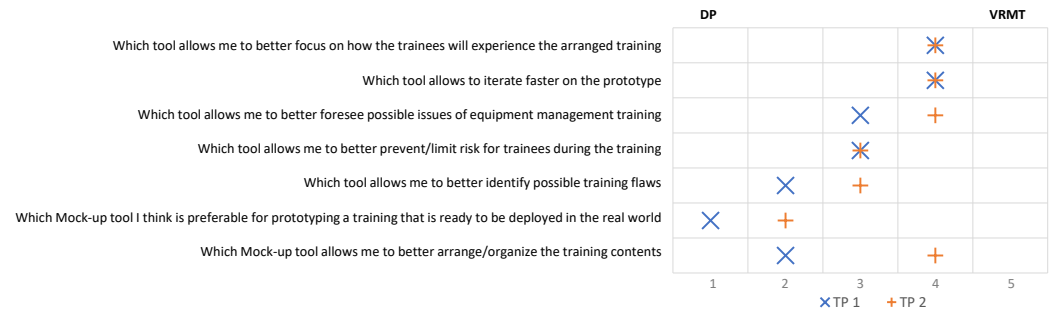 DP VRMT
Which tool allows me to better focus on how the trainees will experience the arranged training
Which tool allows to iterate faster on the prototype
Which tool allows me to better foresee possible issues of equipment management training
Which tool allows me to better prevent/limit risk for trainees during the training
Which tool allows me to better identify possible training flaws
Which Mock-up tool I think is preferable for prototyping a training that is ready to be deployed in the real world
Which Mock-up tool allows me to better arrange/organize the training contents
1 2 3 4 5
TP 1 TP 2